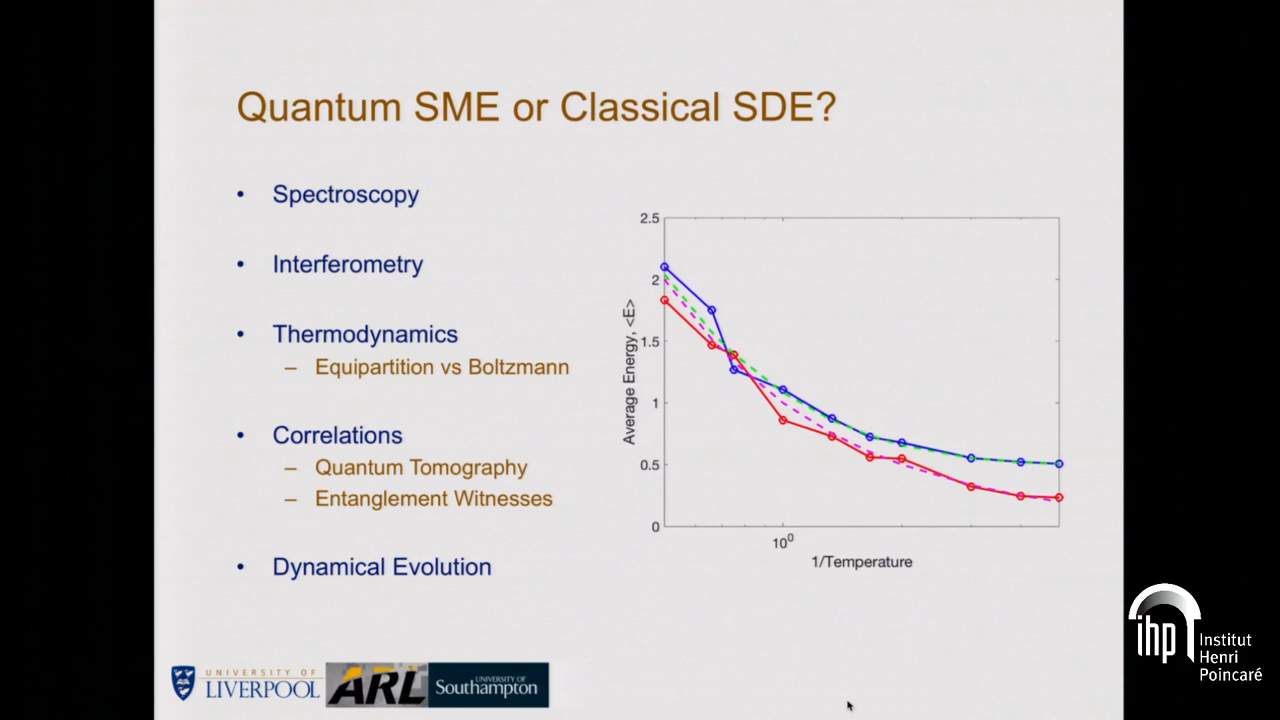 Quantum SME or Classical SDE?
• Spectroscopy
• Interferometry
• Thermodynamics
– Equipartition vs Boltzmann
• Correlations
– Quantum Tomography
– Entanglement Witnesses
• Dynamical Evolution
2.5
2
1.5
1
0.5
0
Average Energy, <E>
10⁰
1/Temperature
UNIVERSITY OF
LIVERPOOL
ARL
UNIVERSITY OF
Southampton
ihp
Institut
Henri
Poincaré